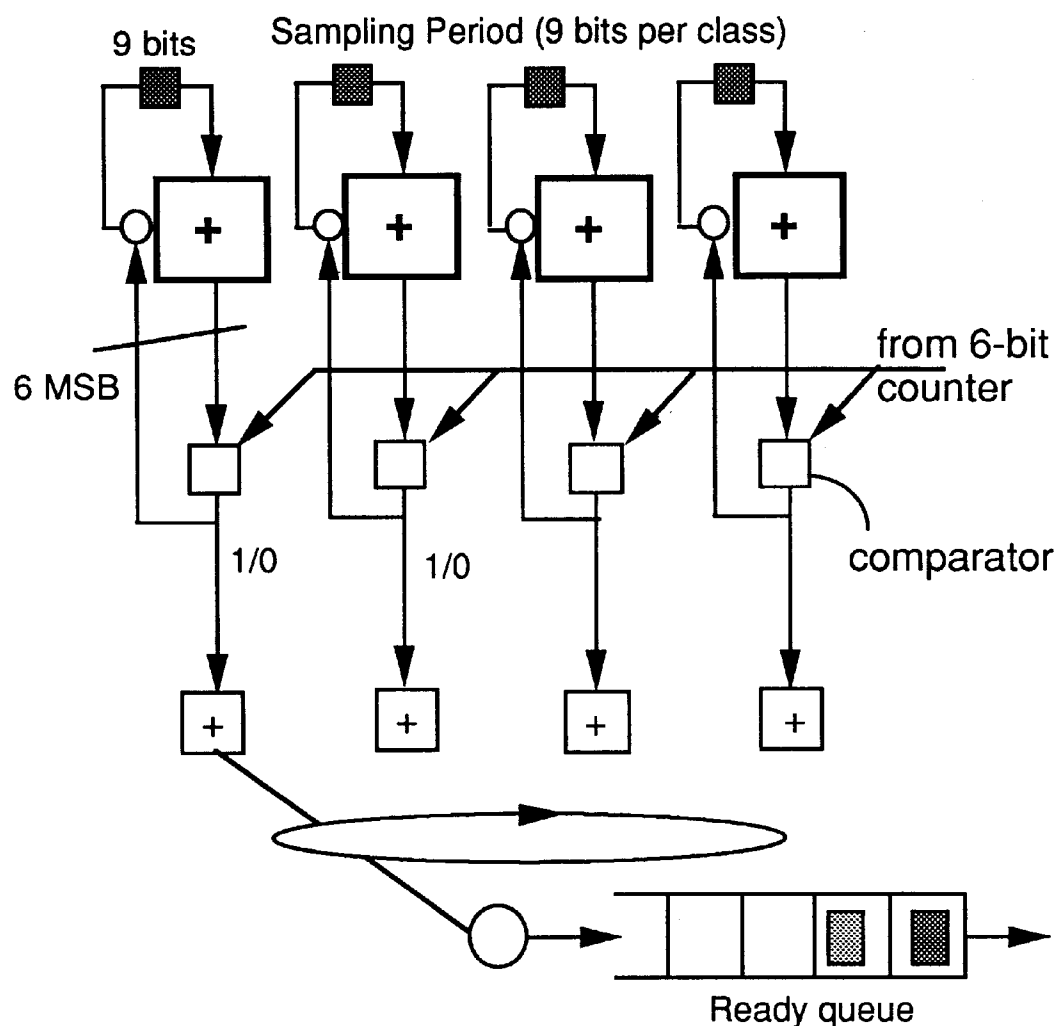 9 bits
Sampling Period (9 bits per class)
+ + + +
6 MSB
from 6-bit
counter
1/0
1/0
comparator
+ + + +
Ready queue